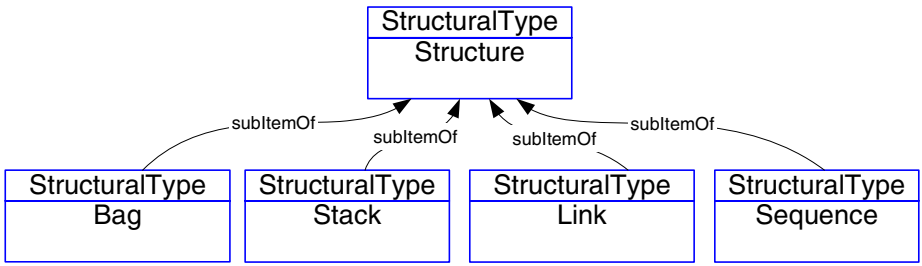 StructuralType
Structure
subItemOf
subItemOf
subItemOf
subItemOf
StructuralType
Bag
StructuralType
Stack
StructuralType
Link
StructuralType
Sequence